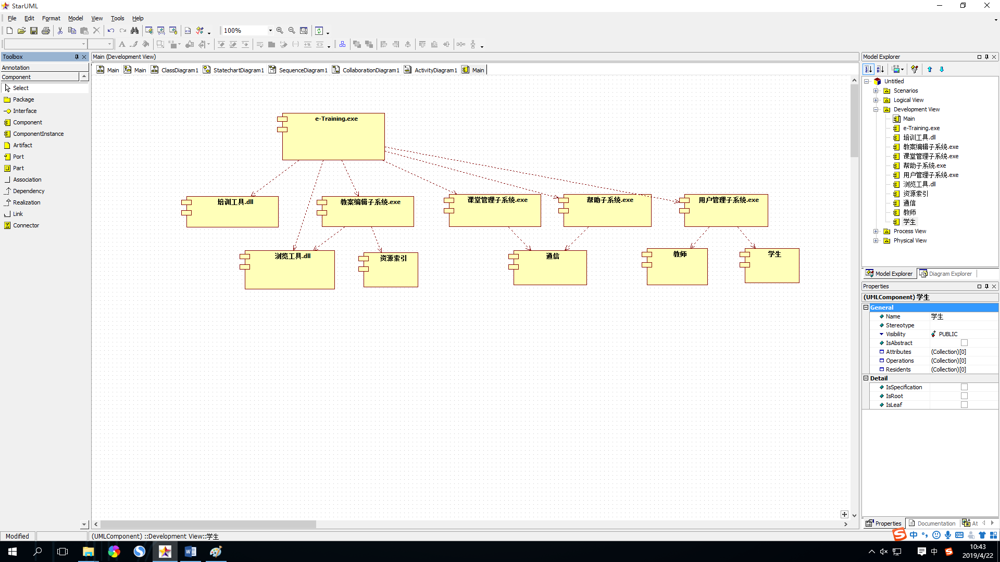 StarUML
File Edit Format Model View Tools Help
100%
Toolbox
Annotation
Component
Select
Package
Interface
Component
ComponentInstance
Artifact
Port
Part
Association
Dependency
Realization
Link
Connector
Main (Development View)
Main Main ClassDiagram1 StatechartDiagram1 SequenceDiagram1 CollaborationDiagram1 ActivityDiagram1 Main
e-Training.exe
培训工具.dll
教案编辑子系统.exe
课堂管理子系统.exe
帮助子系统.exe
用户管理子系统.exe
浏览工具.dll
资源索引
通信
教师
学生
Model Explorer
Untitled
Scenarios
Logical View
Development View
Main
e-Training.exe
培训工具.dll
教案编辑子系统.exe
课堂管理子系统.exe
帮助子系统.exe
用户管理子系统.exe
浏览工具.dll
资源索引
通信
教师
学生
Process View
Physical View
Model Explorer Diagram Explorer
Properties
(UMLComponent) 学生
General
Name 学生
Stereotype
Visibility PUBLIC
IsAbstract
Attributes (Collection)[0]
Operations (Collection)[0]
Residents (Collection)[0]
Detail
IsSpecification
IsRoot
IsLeaf
Properties Documentation At
Modified
(UMLComponent) ::Development View::学生
中
中
10:43
2019/4/22